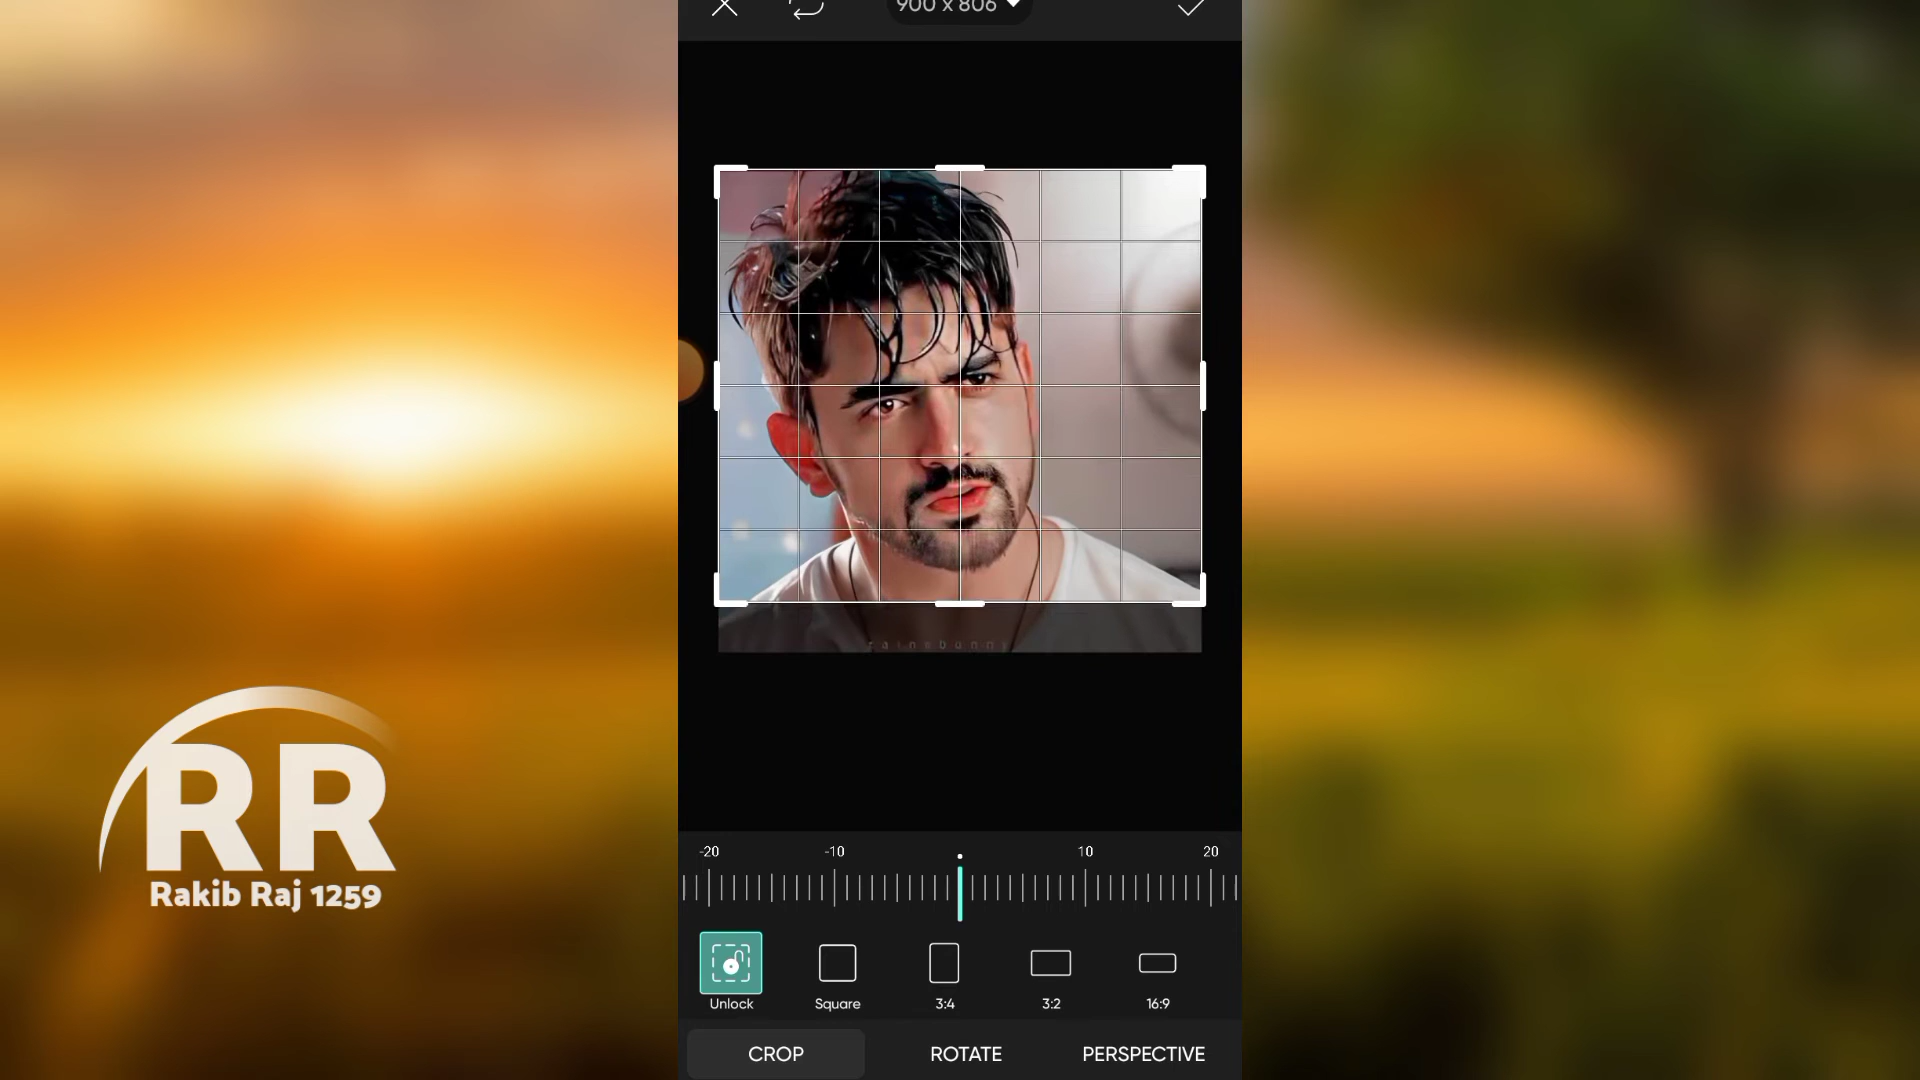 900 x 806
rainsbunni
-20 -10 10 20
Unlock Square 3:4 3:2 16:9
CROP ROTATE PERSPECTIVE
RR
Rakib Raj 1259